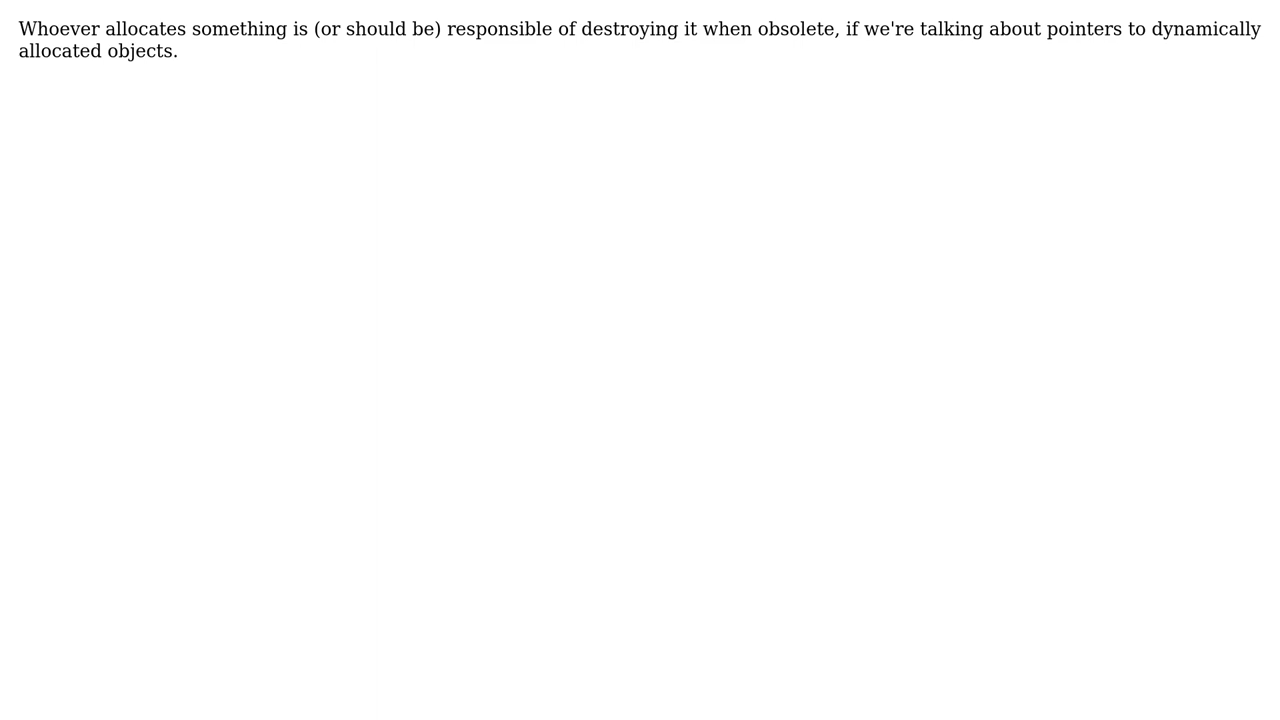 Whoever allocates something is (or should be) responsible of destroying it when obsolete, if we're talking about pointers to dynamically
allocated objects.